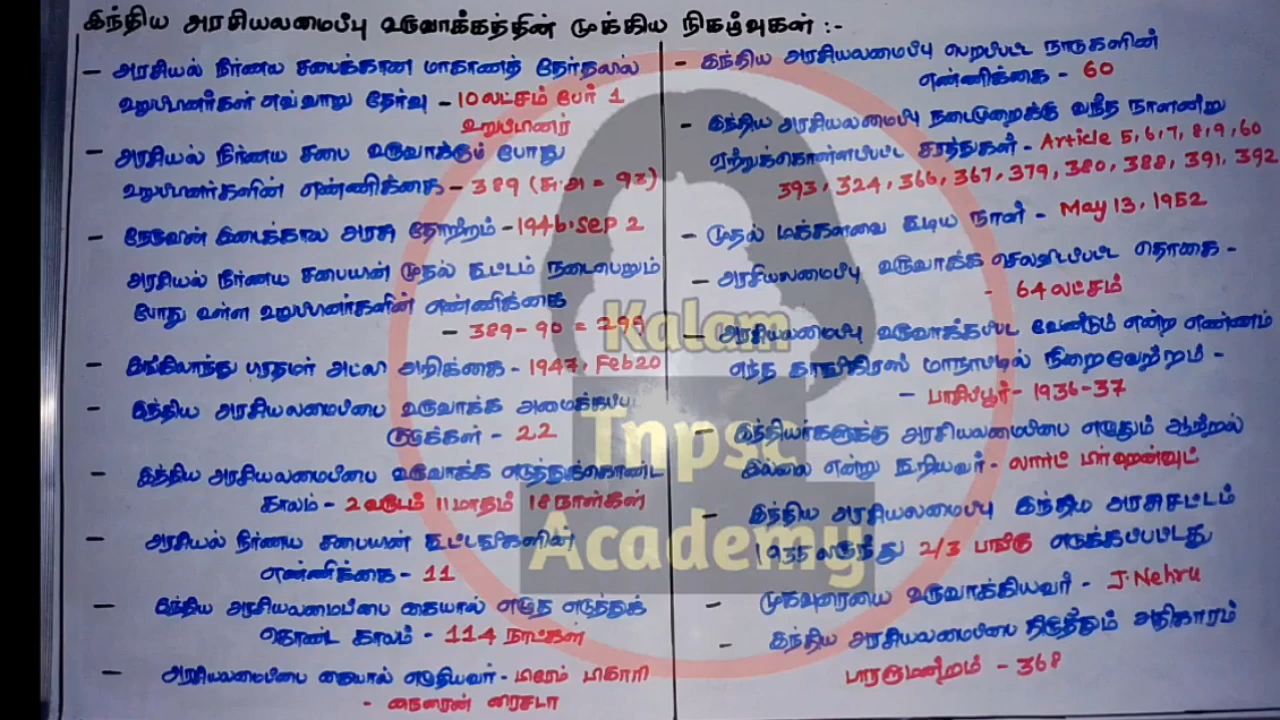 இந்திய அரசியலமைப்பு உருவாக்கத்தின் முக்கிய நிகழ்வுகள் :-
- அரசியல் நிர்ணய சபைக்கான மாகாணத் தேர்தலில்
உறுப்பினர்கள் எவ்வாறு தேர்வு - 10 லட்சம் பேர் 1
உறுப்பினர்
- அரசியல் நிர்ணய சபை உருவாக்கும் போது
உறுப்பினர்களின் எண்ணிக்கை - 389
- நேருவின் இடைக்கால அரசு தோற்றம் - 1946. Sep 2
அரசியல் நிர்ணய சபையின் முதல் கூட்டம் நடைபெறும்
போது உள்ள உறுப்பினர்களின் எண்ணிக்கை
- 389 - 90 = 299
- இங்கிலாந்து பிரதமர் அட்லி அறிக்கை - 1947, Feb 20
- இந்திய அரசியலமைப்பை உருவாக்க அமைக்கப்பட்ட
குழுக்கள் - 22
- இந்திய அரசியலமைப்பை உருவாக்க எடுத்துக்கொண்ட
காலம் - 2 வருடம் 11 மாதம் 18 நாள்கள்
- அரசியல் நிர்ணய சபையின் கூட்டங்களின்
எண்ணிக்கை - 11
- இந்திய அரசியலமைப்பை கையால் எழுத எடுத்துக்
கொண்ட காலம் - 114 நாட்கள்
- அரசியலமைப்பை கையால் எழுதியவர் - பிரேம் பிகாரி
- நைரைன் ரைசடா
- இந்திய அரசியலமைப்பு பெறப்பட்ட நாடுகளின்
எண்ணிக்கை - 60
- இந்திய அரசியலமைப்பு நடைமுறைக்கு வந்த நாளன்று
ஏற்றுக்கொள்ளப்பட்ட சரத்துகள் - Article 5, 6, 7, 8, 9, 60
393, 324, 366, 367, 379, 380, 388, 391, 392
- முதல் மக்களவை கூடிய நாள் - May 13, 1952
- அரசியலமைப்பு உருவாக்க செலவிடப்பட்ட தொகை -
- 64 லட்சம்
- அரசியலமைப்பு உருவாக்கப்பட வேண்டும் என்ற எண்ணம்
எந்த காங்கிரஸ் மாநாட்டில் நிறைவேற்றம் -
- பாசிப்பூர் - 1936-37
- இந்தியர்களுக்கு அரசியலமைப்பை எழுதும் ஆற்றல்
இல்லை என்று கூறியவர் - லார்ட் பிர்ஹன்வுட்
- இந்திய அரசியலமைப்பு இந்திய அரசு சட்டம்
1935 லிருந்து 2/3 பங்கு எடுக்கப்பட்டது
- முகவுரையை உருவாக்கியவர் - J. Nehru
- இந்திய அரசியலமைப்பை திருத்தும் அதிகாரம்
பாராளுமன்றம் - 368
Kalam
Tnpsc
Academy